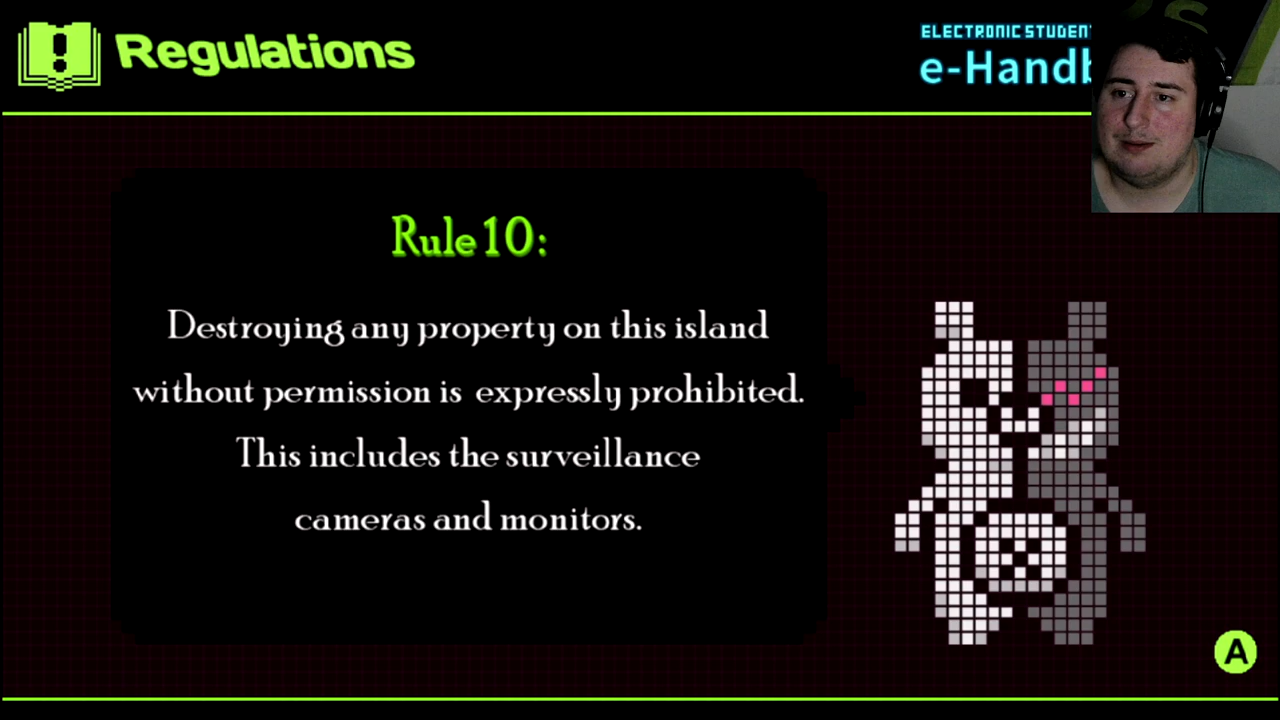 Regulations
ELECTRONIC STUDENT
e-Handb
Rule 10:
Destroying any property on this island
without permission is expressly prohibited.
This includes the surveillance
cameras and monitors.
A